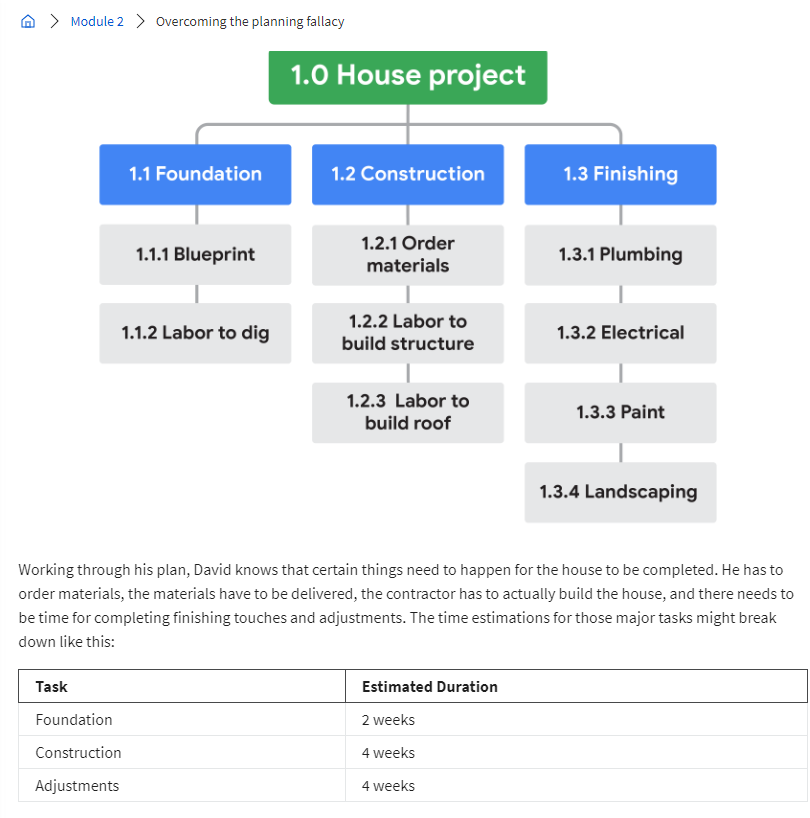 Module 2 > Overcoming the planning fallacy
1.0 House project
1.1 Foundation
1.2 Construction
1.3 Finishing
1.1.1 Blueprint
1.2.1 Order
materials
1.3.1 Plumbing
1.1.2 Labor to dig
1.2.2 Labor to
build structure
1.3.2 Electrical
1.2.3 Labor to
build roof
1.3.3 Paint
1.3.4 Landscaping
Working through his plan, David knows that certain things need to happen for the house to be completed. He has to
order materials, the materials have to be delivered, the contractor has to actually build the house, and there needs to
be time for completing finishing touches and adjustments. The time estimations for those major tasks might break
down like this:
Task Estimated Duration
Foundation 2 weeks
Construction 4 weeks
Adjustments 4 weeks